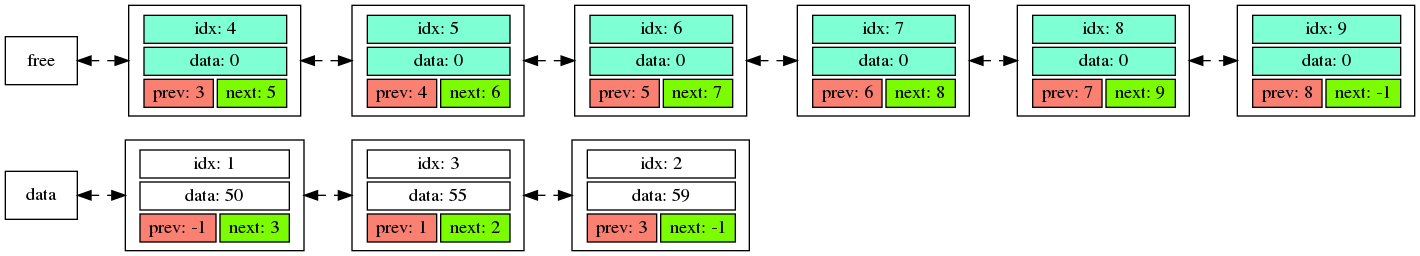 free
idx: 4
data: 0
prev: 3 next: 5
idx: 5
data: 0
prev: 4 next: 6
idx: 6
data: 0
prev: 5 next: 7
idx: 7
data: 0
prev: 6 next: 8
idx: 8
data: 0
prev: 7 next: 9
idx: 9
data: 0
prev: 8 next: -1
data
idx: 1
data: 50
prev: -1 next: 3
idx: 3
data: 55
prev: 1 next: 2
idx: 2
data: 59
prev: 3 next: -1